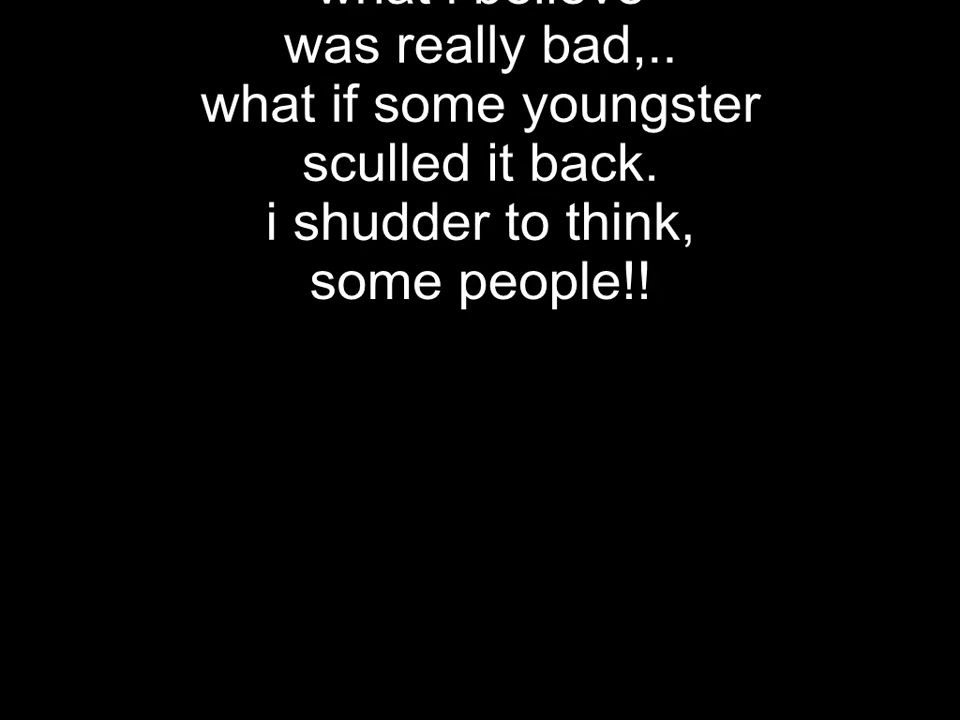 what i believe
was really bad,..
what if some youngster
sculled it back.
i shudder to think,
some people!!